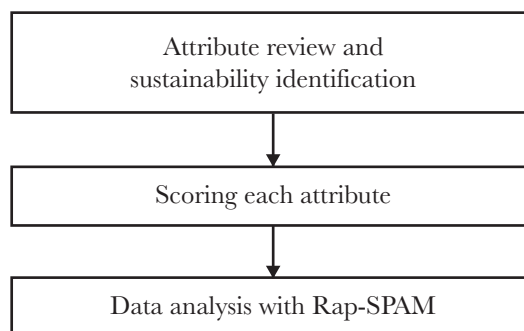 Attribute review and
sustainability identification
Scoring each attribute
Data analysis with Rap-SPAM